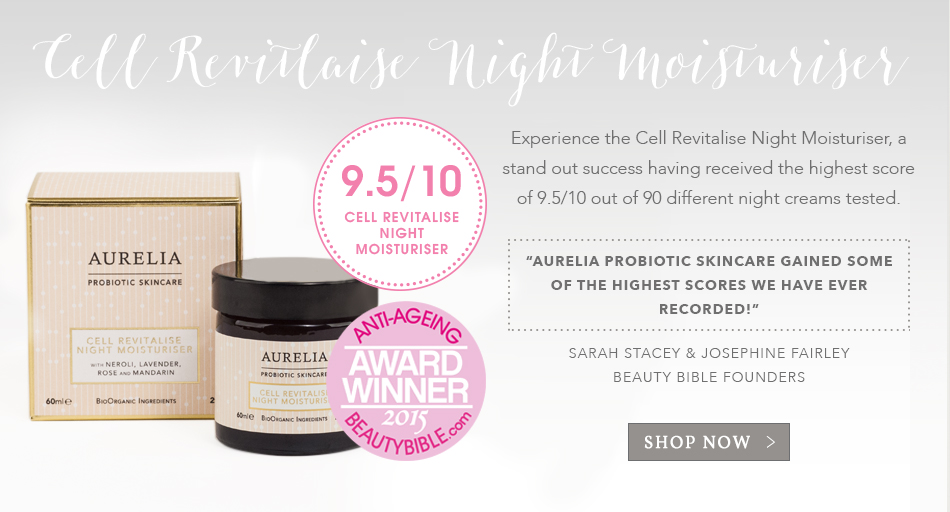 Cell Revitlaise Night Moisturiser
Experience the Cell Revitalise Night Moisturiser, a
stand out success having received the highest score
of 9.5/10 out of 90 different night creams tested.
“AURELIA PROBIOTIC SKINCARE GAINED SOME
OF THE HIGHEST SCORES WE HAVE EVER
RECORDED!”
SARAH STACEY & JOSEPHINE FAIRLEY
BEAUTY BIBLE FOUNDERS
SHOP NOW >
9.5/10
CELL REVITALISE
NIGHT
MOISTURISER
ANTI-AGEING
AWARD
WINNER
2015
BEAUTYBIBLE.com
AURELIA
PROBIOTIC SKINCARE
CELL REVITALISE
NIGHT MOISTURISER
WITH NEROLI, LAVENDER,
ROSE AND MANDARIN
60ml e BIOORGANIC INGREDIENTS 2
AURELIA
PROBIOTIC SKINCARE
CELL REVITALISE
NIGHT MOISTURIS
60ml e BIOORGANIC INGREDIENTS